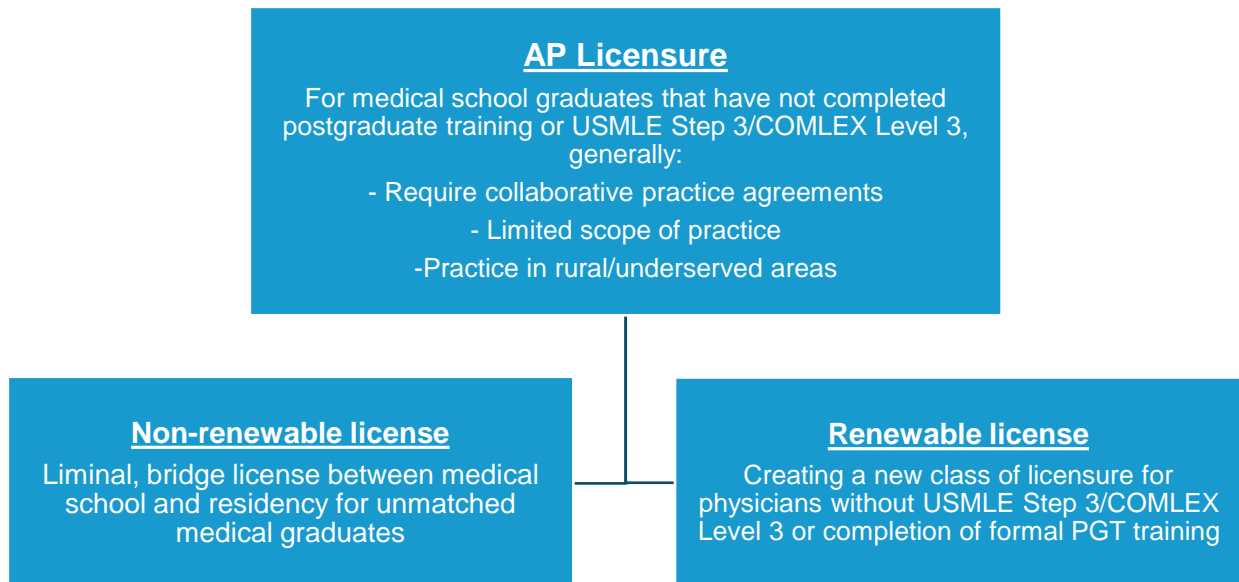 AP Licensure
For medical school graduates that have not completed
postgraduate training or USMLE Step 3/COMLEX Level 3,
generally:
- Require collaborative practice agreements
- Limited scope of practice
-Practice in rural/underserved areas
Non-renewable license
Liminal, bridge license between medical
school and residency for unmatched
medical graduates
Renewable license
Creating a new class of licensure for
physicians without USMLE Step 3/COMLEX
Level 3 or completion of formal PGT training